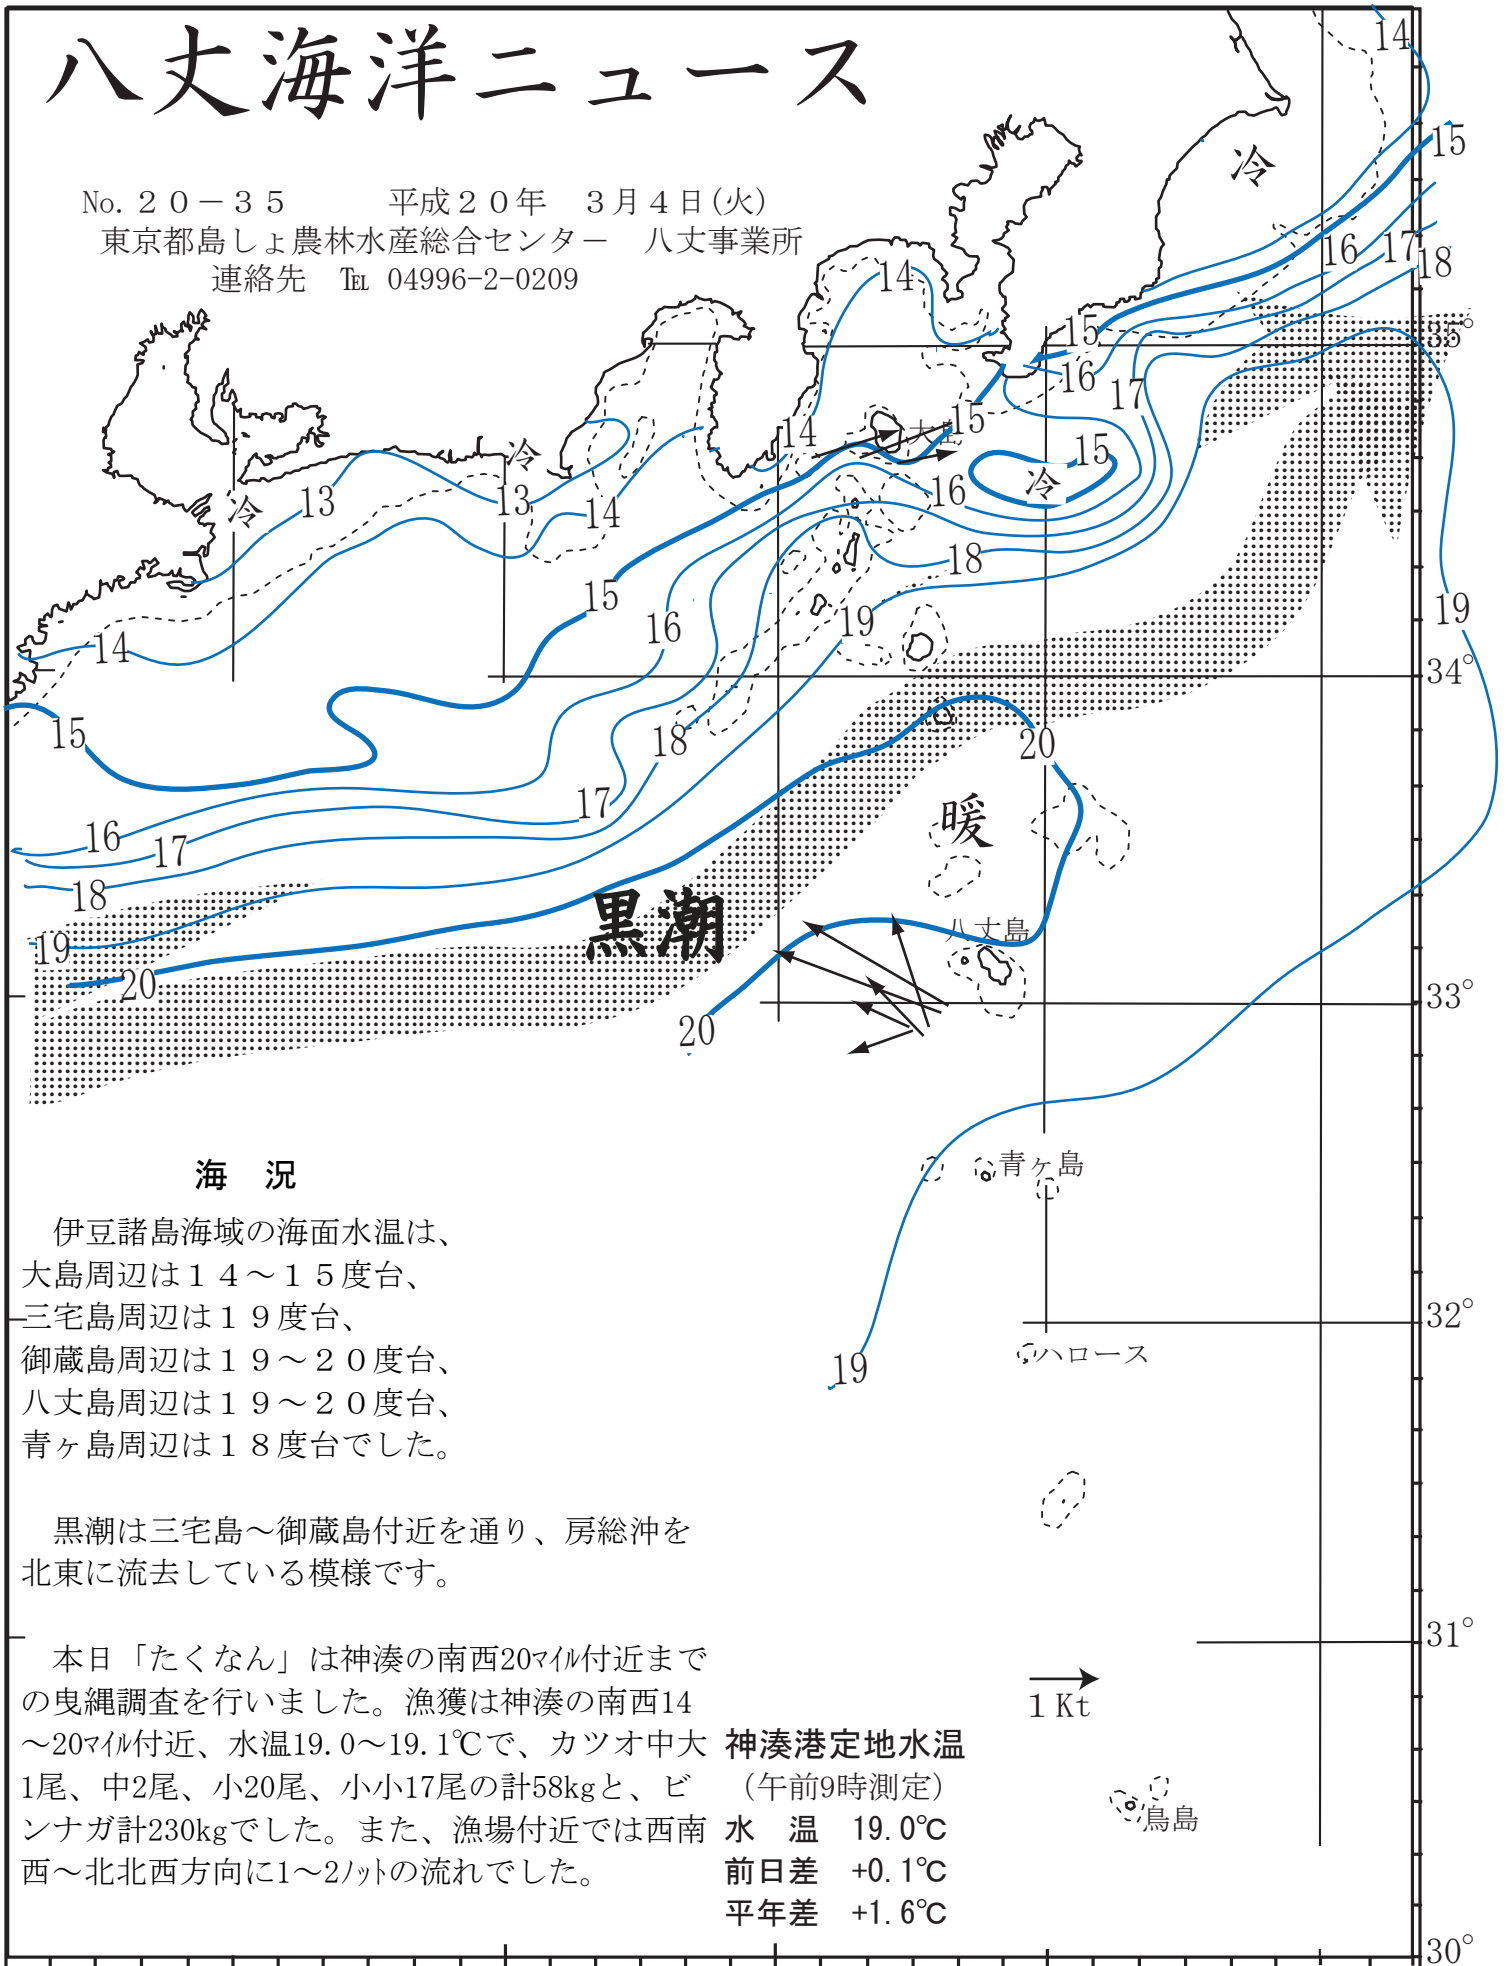 八丈海洋ニュース
No.２０－３５　　　平成２０年　３月４日(火)
東京都島しょ農林水産総合センター　八丈事業所
連絡先　℡ 04996-2-0209
14
15
冷
16
17
18
14
15
35°
16
17
14
大島
15
15
冷
冷
13
13
冷
14
16
18
15
16
19
19
14
34°
15
18
20
17
暖
16
17
18
黒潮
八丈島
19
20
20
33°
青ヶ島
32°
ハロース
19
31°
1 Kt
鳥島
30°
海　況
伊豆諸島海域の海面水温は、
大島周辺は１４～１５度台、
三宅島周辺は１９度台、
御蔵島周辺は１９～２０度台、
八丈島周辺は１９～２０度台、
青ヶ島周辺は１８度台でした。
黒潮は三宅島～御蔵島付近を通り、房総沖を
北東に流去している模様です。
本日「たくなん」は神湊の南西20ﾏｲﾙ付近まで
の曳縄調査を行いました。漁獲は神湊の南西14
～20ﾏｲﾙ付近、水温19.0～19.1℃で、カツオ中大
1尾、中2尾、小20尾、小小17尾の計58kgと、ビ
ンナガ計230kgでした。また、漁場付近では西南
西～北北西方向に1～2ﾉｯﾄの流れでした。
神湊港定地水温
（午前9時測定）
水　温　19.0℃
前日差　+0.1℃
平年差　+1.6℃